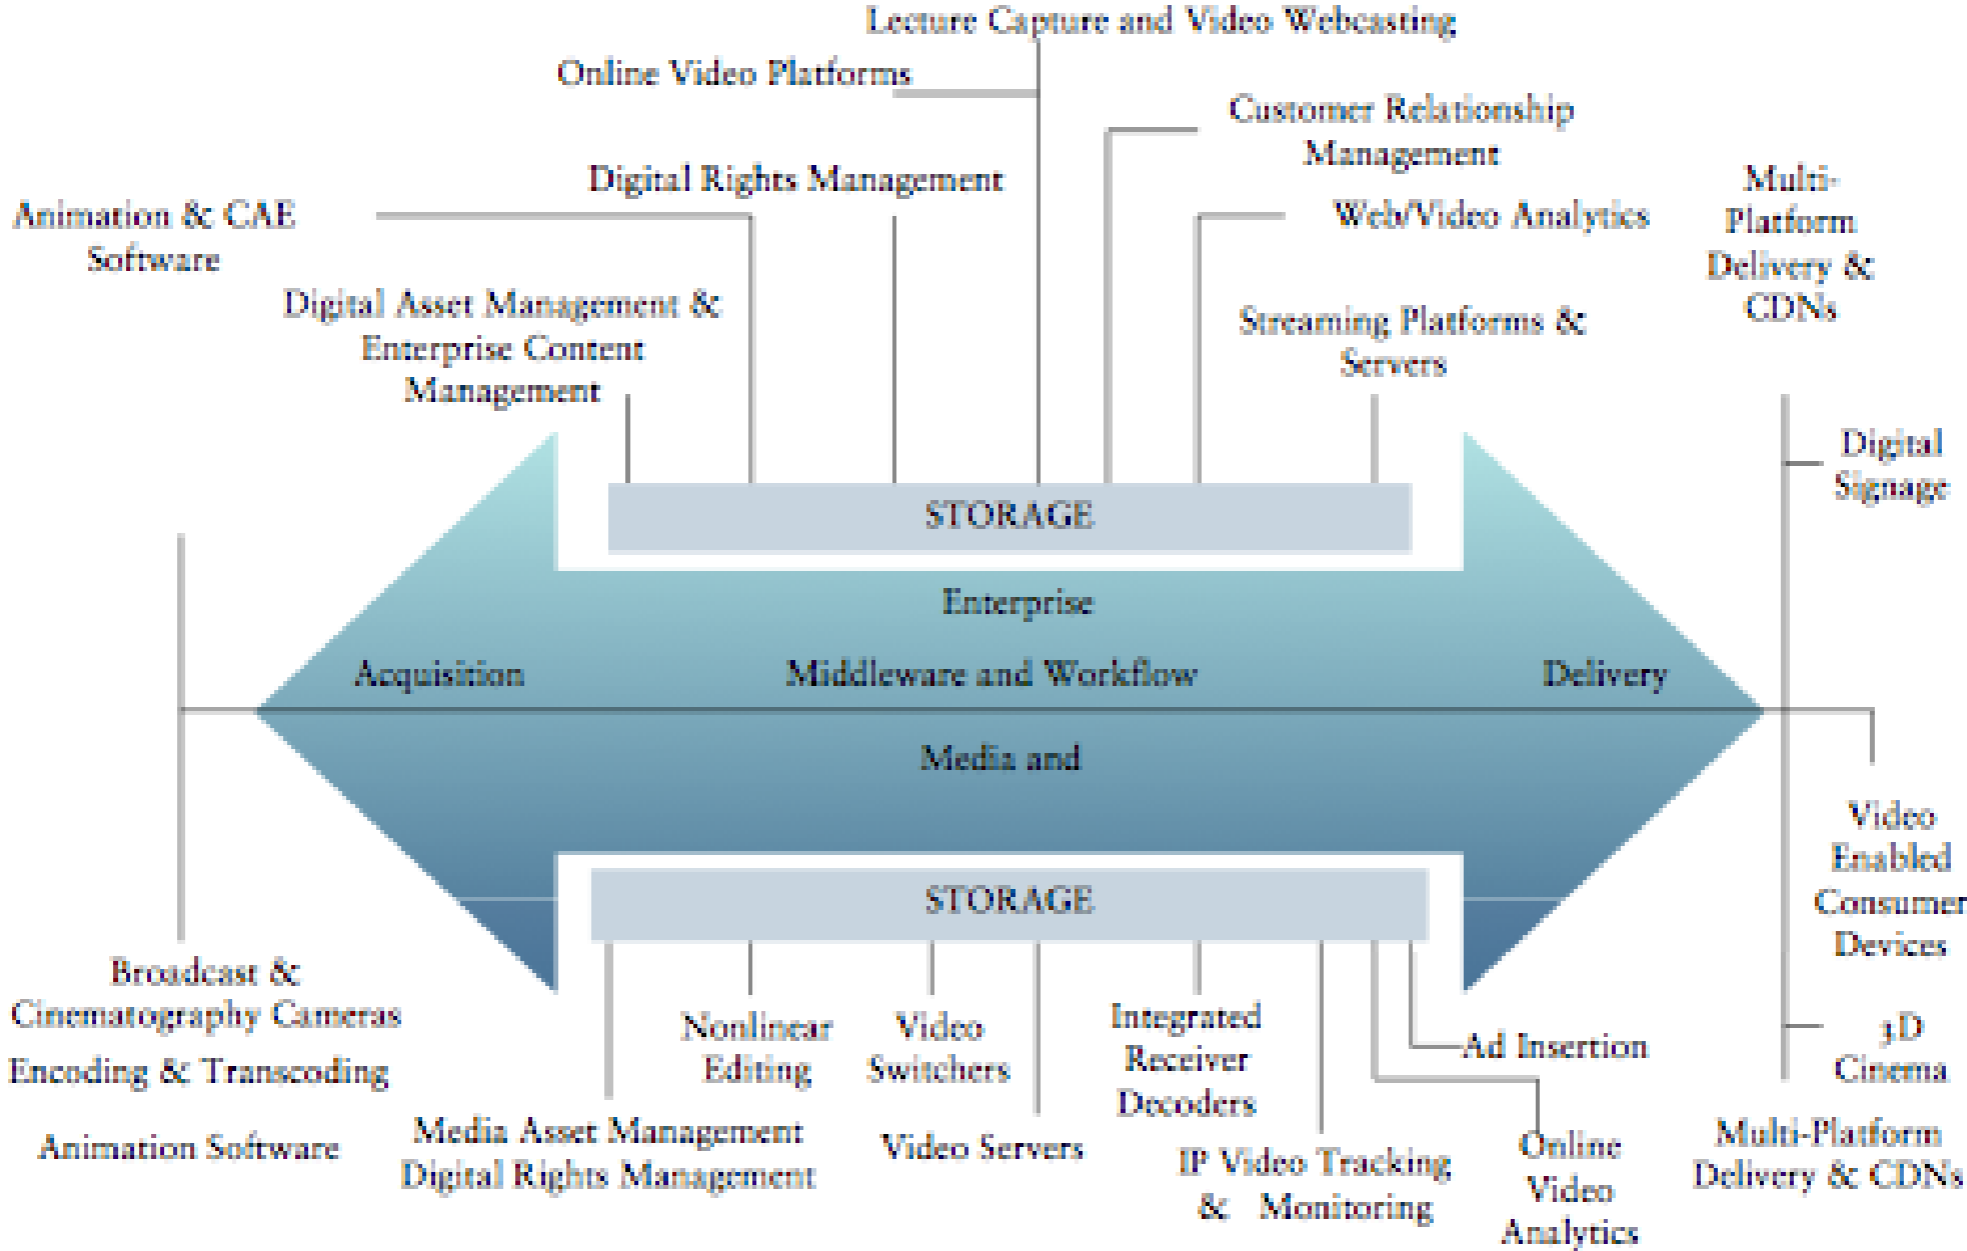 Lecture Capture and Video Webcasting
Online Video Platforms
Customer Relationship
Management
Digital Rights Management
Multi-
Platform
Delivery &
CDNs
Animation & CAE
Software
Web/Video Analytics
Digital Asset Management &
Enterprise Content
Management
Streaming Platforms &
Servers
Digital
Signage
STORAGE
Enterprise
Acquisition
Middleware and Workflow
Delivery
Media and
Video
Enabled
Consumer
Devices
STORAGE
Broadcast &
Cinematography Cameras
Encoding & Transcoding
Animation Software
Nonlinear
Editing
Video
Switchers
Integrated
Receiver
Decoders
Ad Insertion
3D
Cinema
Media Asset Management
Digital Rights Management
Video Servers
IP Video Tracking
& Monitoring
Online
Video
Analytics
Multi-Platform
Delivery & CDNs